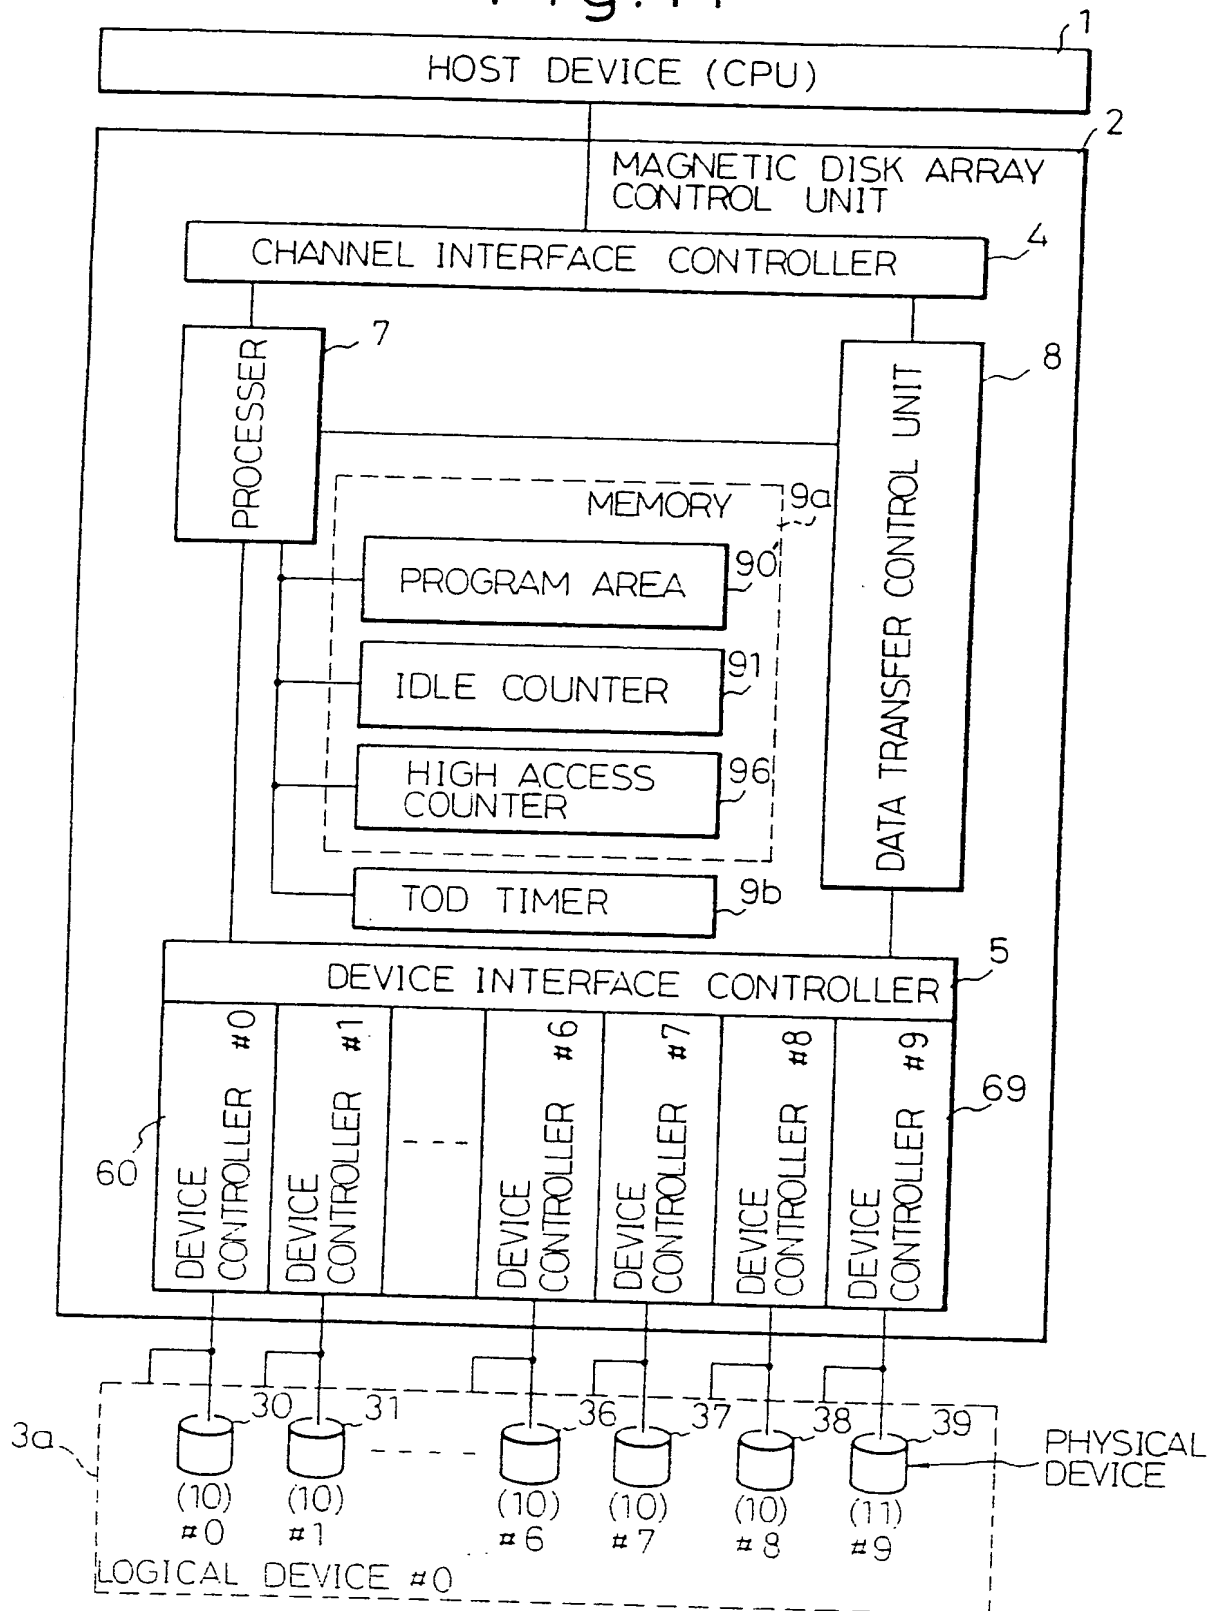 1
HOST DEVICE (CPU)
2
MAGNETIC DISK ARRAY
CONTROL UNIT
4
CHANNEL INTERFACE CONTROLLER
7
PROCESSER
8
DATA TRANSFER CONTROL UNIT
MEMORY
9a
PROGRAM AREA
90
IDLE COUNTER
91
HIGH ACCESS
COUNTER
96
TOD TIMER
9b
5
DEVICE INTERFACE CONTROLLER
DEVICE
CONTROLLER #0
DEVICE
CONTROLLER #1
DEVICE
CONTROLLER #6
DEVICE
CONTROLLER #7
DEVICE
CONTROLLER #8
DEVICE
CONTROLLER #9
60
69
3a
30
31
36
37
38
39
PHYSICAL
DEVICE
(10)
#0
(10)
#1
(10)
#6
(10)
#7
(10)
#8
(11)
#9
LOGICAL DEVICE #0